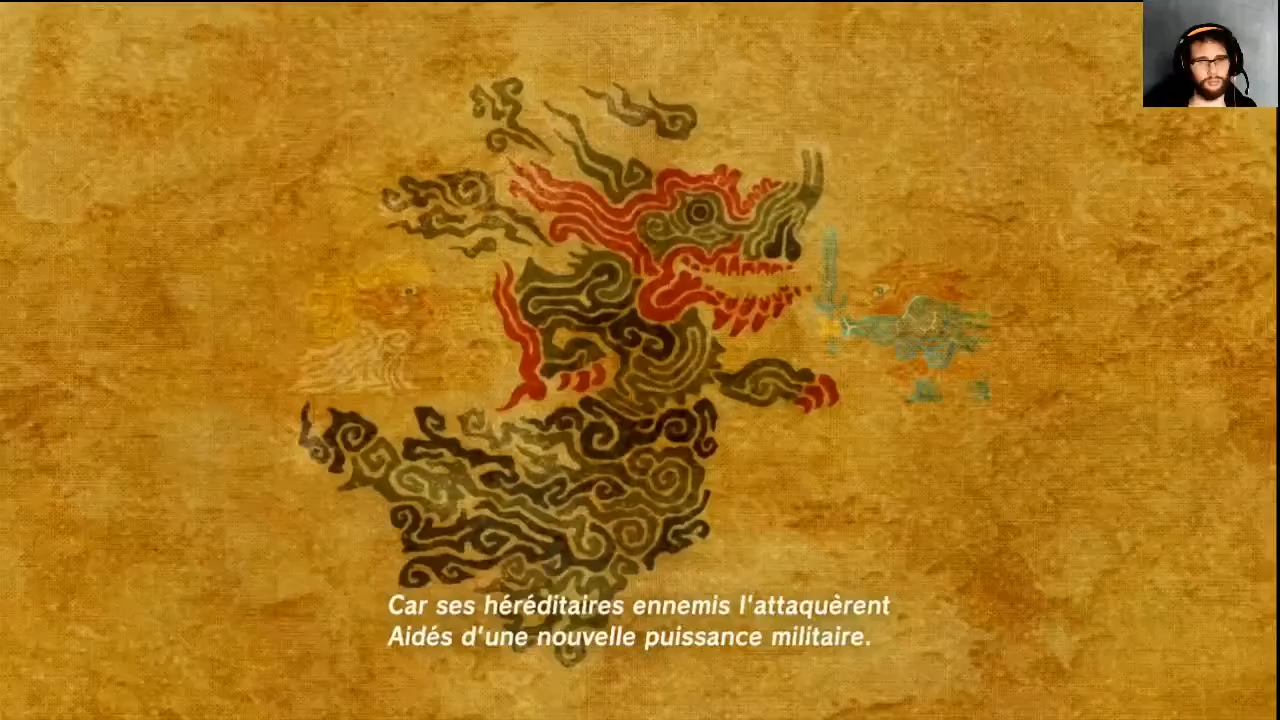 Car ses héréditaires ennemis l'attaquèrent
Aidés d'une nouvelle puissance militaire.